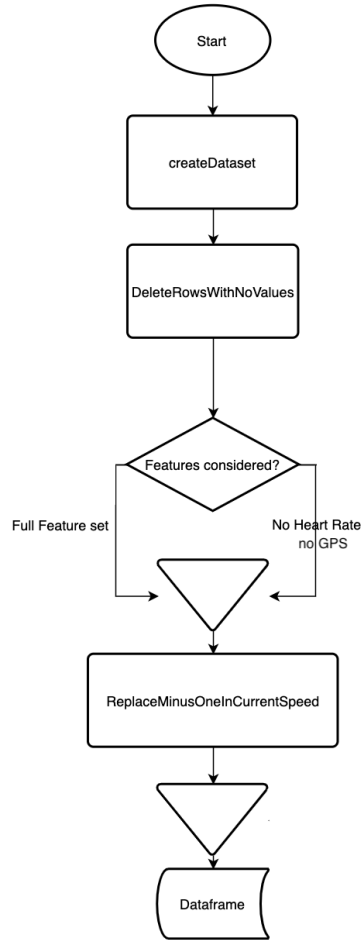 Start
createDataset
DeleteRowsWithNoValues
Features considered?
Full Feature set
No Heart Rate
no GPS
ReplaceMinusOneInCurrentSpeed
Dataframe